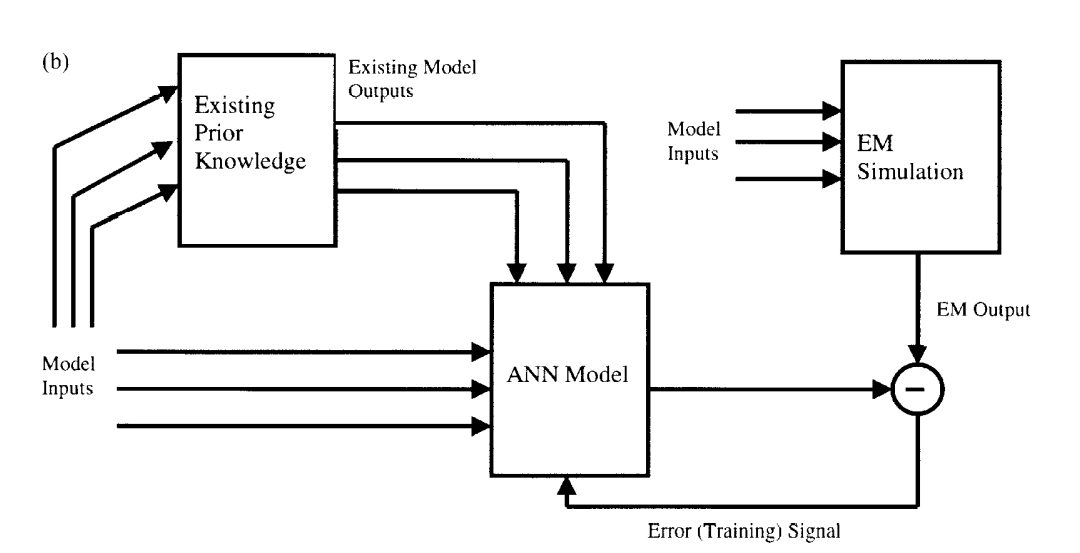 (b)
Existing Model
Outputs
Existing
Prior
Knowledge
Model
Inputs
EM
Simulation
EM Output
Model
Inputs
ANN Model
−
Error (Training) Signal